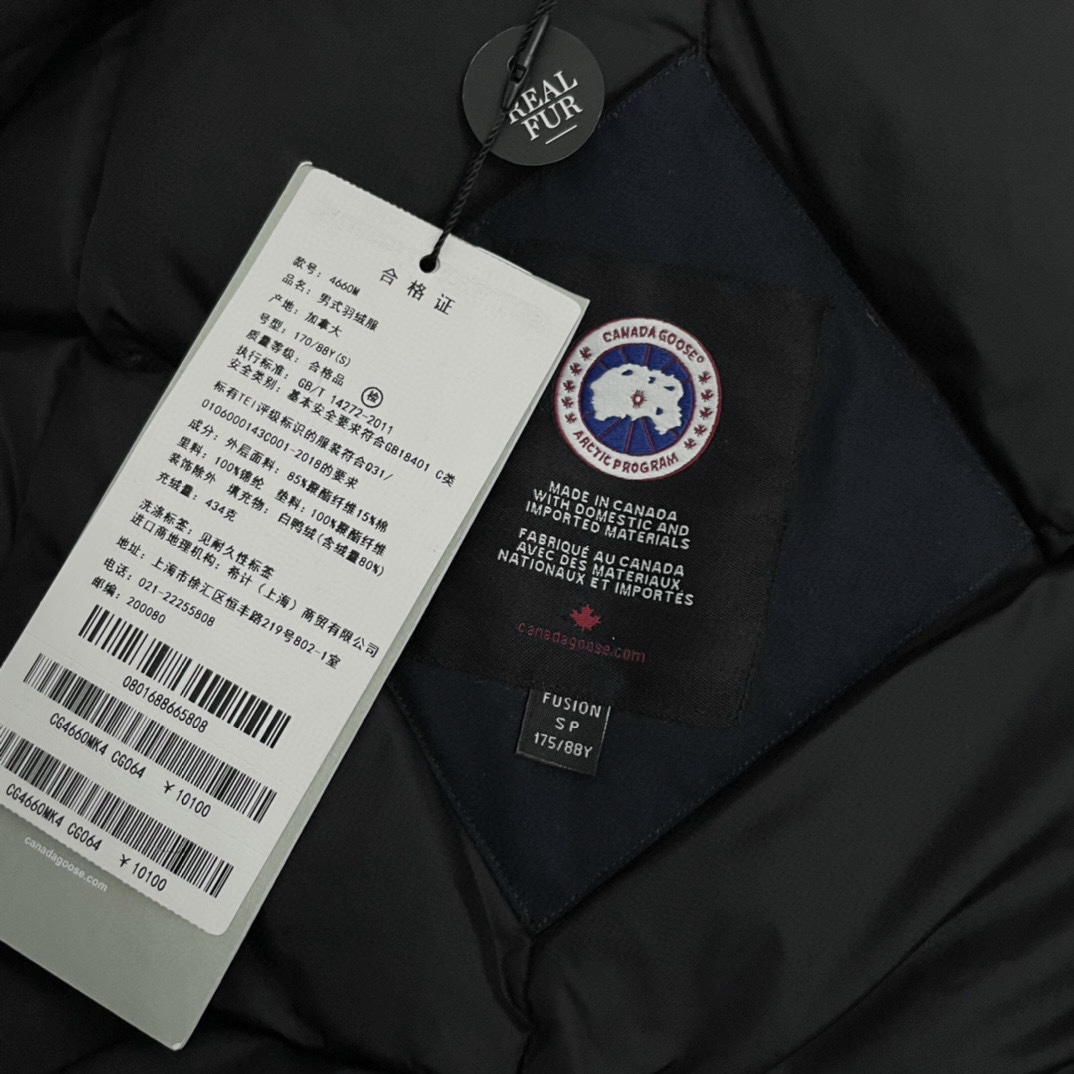 REAL
FUR
合格证
款号: 4660M
品名: 男式羽绒服
产地: 加拿大
号型: 170/88Y(S)
质量等级: 合格品 检
执行标准: GB/T 14272-2011
安全类别: 基本安全要求符合GB18401 C类
标有TEI评级标识的服装符合Q31/
0106000143C001-2018的要求
成分: 外层面料: 85%聚酯纤维15%棉
里料: 100%锦纶 垫料: 100%聚酯纤维
装饰除外 填充物: 白鸭绒(含绒量80%)
充绒量: 434克
洗涤标签: 见耐久性标签
进口商地理机构: 希计(上海)商贸有限公司
地址: 上海市徐汇区恒丰路219号802-1室
电话: 021-22255808
邮编: 200080
0801688665808
CG4660MK4 CG064 ¥10100
CG4660MK4 CG064 ¥10100
canadagoose.com
CANADA GOOSE®
ARCTIC PROGRAM
MADE IN CANADA
WITH DOMESTIC AND
IMPORTED MATERIALS
FABRIQUÉ AU CANADA
AVEC DES MATERIAUX
NATIONAUX ET IMPORTÉS
canadagoose.com
FUSION
SP
175/88Y